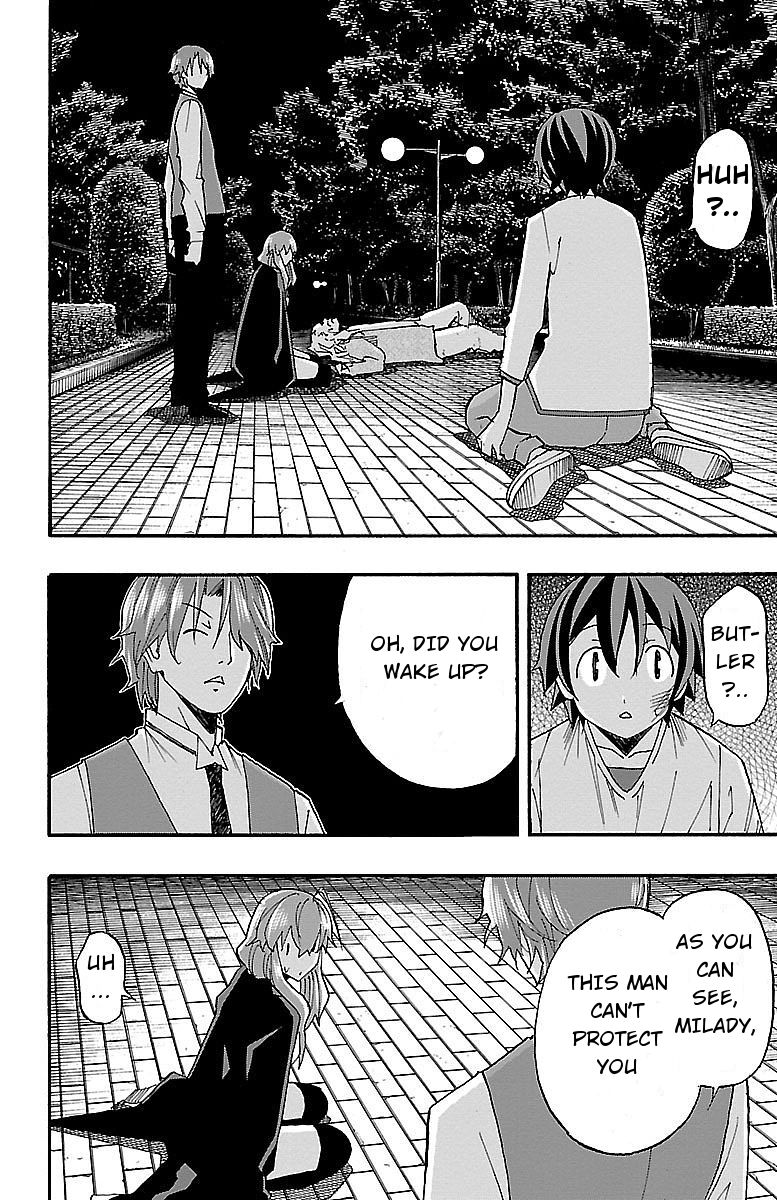 HUH
?..
BUT-
LER
?..
OH, DID YOU
WAKE UP?
AS YOU
CAN
SEE,
MILADY,
THIS MAN
CAN'T
PROTECT
YOU
UH
...